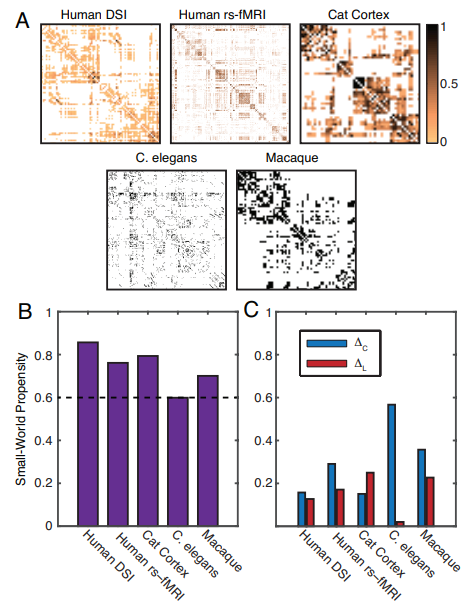 A
Human DSI
Human rs-fMRI
Cat Cortex
1
0.5
0
C. elegans
Macaque
B
C
1
0.8
0.6
0.4
0.2
0
Small-World Propensity
Human DSI
Human rs-fMRI
Cat Cortex
C. elegans
Macaque
1
0.8
0.6
0.4
0.2
ΔC
ΔL
Human DSI
Human rs-fMRI
Cat Cortex
C. elegans
Macaque